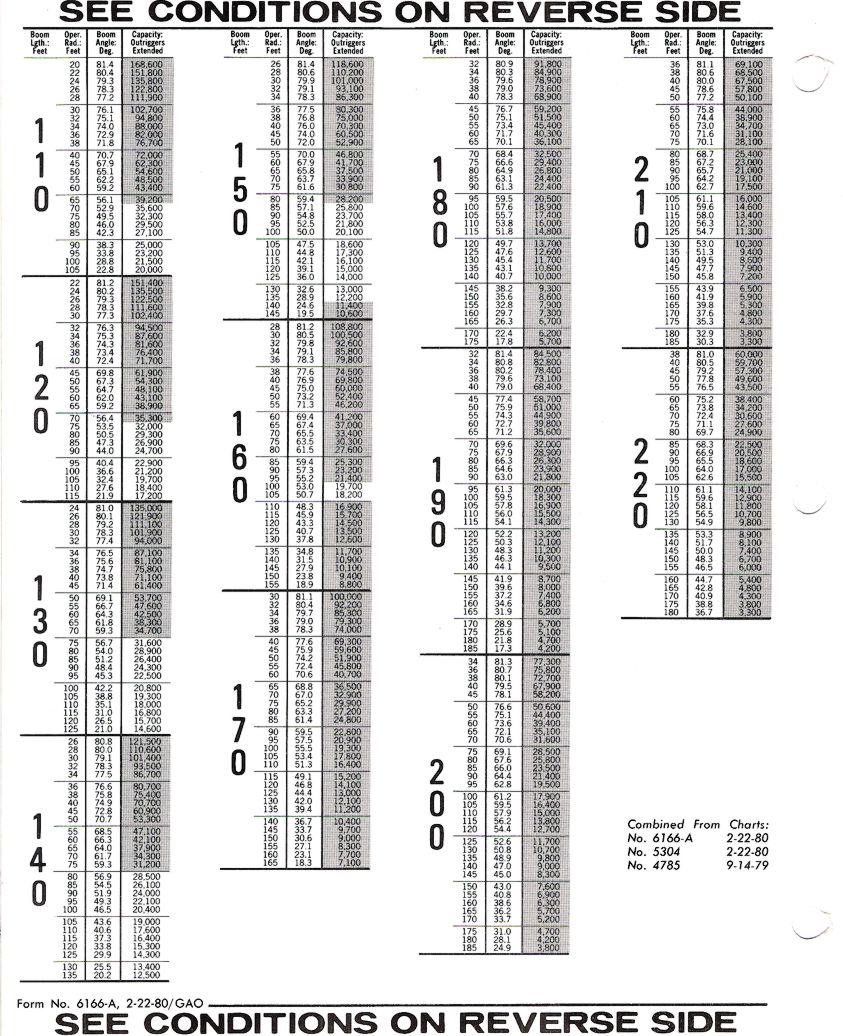 SEE CONDITIONS ON REVERSE SIDE
Boom Oper. Boom Capacity:
Lgth.: Rad.: Angle: Outriggers
Feet Feet Deg. Extended
110
20 81.4 168,600
22 80.4 151,800
24 79.3 135,800
26 78.3 122,800
28 77.2 111,900
30 76.1 102,700
32 75.1 94,800
34 74.0 88,000
36 72.9 82,000
38 71.8 76,700
40 70.7 72,000
45 67.9 62,300
50 65.1 54,600
55 62.2 48,500
60 59.2 43,400
65 56.1 39,200
70 52.9 35,600
75 49.5 32,300
80 46.0 29,500
85 42.3 27,100
90 38.3 25,000
95 33.8 23,200
100 28.8 21,500
105 22.8 20,000
120
22 81.2 151,400
24 80.2 135,500
26 79.3 122,500
28 78.3 111,600
30 77.3 102,400
32 76.3 94,500
34 75.3 87,600
36 74.3 81,600
38 73.4 76,400
40 72.4 71,700
45 69.8 61,900
50 67.3 54,300
55 64.7 48,100
60 62.0 43,100
65 59.2 38,900
70 56.4 35,300
75 53.5 32,000
80 50.5 29,300
85 47.3 26,900
90 44.0 24,700
95 40.4 22,900
100 36.6 21,200
105 32.4 19,700
110 27.6 18,400
115 21.9 17,200
130
24 81.0 135,000
26 80.1 121,900
28 79.2 111,100
30 78.3 101,900
32 77.4 94,000
34 76.5 87,100
36 75.6 81,100
38 74.7 75,800
40 73.8 71,100
45 71.4 61,400
50 69.1 53,700
55 66.7 47,600
60 64.3 42,500
65 61.8 38,300
70 59.3 34,700
75 56.7 31,600
80 54.0 28,900
85 51.2 26,400
90 48.4 24,300
95 45.3 22,500
100 42.2 20,800
105 38.8 19,300
110 35.1 18,000
115 31.0 16,800
120 26.5 15,700
125 21.0 14,600
140
26 80.8 121,500
28 80.0 110,600
30 79.1 101,400
32 78.3 93,500
34 77.5 86,700
36 76.6 80,700
38 75.8 75,400
40 74.9 70,700
45 72.8 60,900
50 70.7 53,300
55 68.5 47,100
60 66.3 42,100
65 64.0 37,900
70 61.7 34,300
75 59.3 31,200
80 56.9 28,500
85 54.5 26,100
90 51.9 24,000
95 49.3 22,100
100 46.5 20,400
105 43.6 19,000
110 40.6 17,600
115 37.3 16,400
120 33.8 15,300
125 29.9 14,300
130 25.5 13,400
135 20.2 12,500
Boom Oper. Boom Capacity:
Lgth.: Rad.: Angle: Outriggers
Feet Feet Deg. Extended
150
26 81.4 118,600
28 80.6 110,200
30 79.9 101,000
32 79.1 93,100
34 78.3 86,300
36 77.5 80,300
38 76.8 75,000
40 76.0 70,300
45 74.0 60,500
50 72.0 52,900
55 70.0 46,800
60 67.9 41,700
65 65.8 37,500
70 63.7 33,900
75 61.6 30,800
80 59.4 28,200
85 57.1 25,800
90 54.8 23,700
95 52.5 21,800
100 50.0 20,100
105 47.5 18,600
110 44.8 17,300
115 42.1 16,100
120 39.1 15,000
125 36.0 14,000
130 32.6 13,000
135 28.9 12,200
140 24.6 11,400
145 19.5 10,600
160
28 81.2 108,800
30 80.5 100,500
32 79.8 92,600
34 79.1 85,800
36 78.3 79,800
38 77.6 74,500
40 76.9 69,800
45 75.0 60,000
50 73.2 52,400
55 71.3 46,200
60 69.4 41,200
65 67.4 37,000
70 65.5 33,400
75 63.5 30,300
80 61.5 27,600
85 59.4 25,300
90 57.3 23,200
95 55.2 21,400
100 53.0 19,700
105 50.7 18,200
110 48.3 16,900
115 45.9 15,700
120 43.3 14,500
125 40.7 13,500
130 37.8 12,600
135 34.8 11,700
140 31.5 10,900
145 27.9 10,100
150 23.8 9,400
155 18.9 8,800
170
30 81.1 100,000
32 80.4 92,200
34 79.7 85,300
36 79.0 79,300
38 78.3 74,000
40 77.6 69,300
45 75.9 59,600
50 74.2 51,900
55 72.4 45,800
60 70.6 40,700
65 68.8 36,500
70 67.0 32,900
75 65.2 29,900
80 63.3 27,200
85 61.4 24,800
90 59.5 22,800
95 57.5 20,900
100 55.5 19,300
105 53.4 17,800
110 51.3 16,400
115 49.1 15,200
120 46.8 14,100
125 44.4 13,000
130 42.0 12,100
135 39.4 11,200
140 36.7 10,400
145 33.7 9,700
150 30.6 9,000
155 27.1 8,300
160 23.1 7,700
165 18.3 7,100
Boom Oper. Boom Capacity:
Lgth.: Rad.: Angle: Outriggers
Feet Feet Deg. Extended
180
32 80.9 91,800
34 80.3 84,900
36 79.6 78,900
38 79.0 73,600
40 78.3 68,900
45 76.7 59,200
50 75.1 51,500
55 73.4 45,400
60 71.7 40,300
65 70.1 36,100
70 68.4 32,500
75 66.6 29,400
80 64.9 26,800
85 63.1 24,400
90 61.3 22,400
95 59.5 20,500
100 57.6 18,900
105 55.7 17,400
110 53.8 16,000
115 51.8 14,800
120 49.7 13,700
125 47.6 12,600
130 45.4 11,700
135 43.1 10,800
140 40.7 10,000
145 38.2 9,300
150 35.6 8,600
155 32.8 7,900
160 29.7 7,300
165 26.3 6,700
170 22.4 6,200
175 17.8 5,700
190
32 81.4 84,500
34 80.8 82,800
36 80.2 78,400
38 79.6 73,100
40 79.0 68,400
45 77.4 58,700
50 75.9 51,000
55 74.3 44,900
60 72.7 39,800
65 71.2 35,600
70 69.6 32,000
75 67.9 28,900
80 66.3 26,300
85 64.6 23,900
90 63.0 21,800
95 61.3 20,000
100 59.5 18,300
105 57.8 16,900
110 56.0 15,500
115 54.1 14,300
120 52.2 13,200
125 50.3 12,100
130 48.3 11,200
135 46.3 10,300
140 44.1 9,500
145 41.9 8,700
150 39.6 8,000
155 37.2 7,400
160 34.6 6,800
165 31.9 6,200
170 28.9 5,700
175 25.6 5,100
180 21.8 4,700
185 17.3 4,200
200
34 81.3 77,300
36 80.7 75,800
38 80.1 72,700
40 79.5 67,900
45 78.1 58,200
50 76.6 50,600
55 75.1 44,400
60 73.6 39,400
65 72.1 35,100
70 70.6 31,600
75 69.1 28,500
80 67.6 25,800
85 66.0 23,500
90 64.4 21,400
95 62.8 19,500
100 61.2 17,900
105 59.5 16,400
110 57.9 15,000
115 56.2 13,800
120 54.4 12,700
125 52.6 11,700
130 50.8 10,700
135 48.9 9,800
140 47.0 9,000
145 45.0 8,300
150 43.0 7,600
155 40.8 6,900
160 38.6 6,300
165 36.2 5,700
170 33.7 5,200
175 31.0 4,700
180 28.1 4,200
185 24.9 3,800
Boom Oper. Boom Capacity:
Lgth.: Rad.: Angle: Outriggers
Feet Feet Deg. Extended
210
36 81.1 69,100
38 80.6 68,500
40 80.0 67,500
45 78.6 57,800
50 77.2 50,100
55 75.8 44,000
60 74.4 38,900
65 73.0 34,700
70 71.6 31,100
75 70.1 28,100
80 68.7 25,400
85 67.2 23,000
90 65.7 21,000
95 64.2 19,100
100 62.7 17,500
105 61.1 16,000
110 59.6 14,600
115 58.0 13,400
120 56.3 12,300
125 54.7 11,300
130 53.0 10,300
135 51.3 9,400
140 49.5 8,600
145 47.7 7,900
150 45.8 7,200
155 43.9 6,500
160 41.9 5,900
165 39.8 5,300
170 37.6 4,800
175 35.3 4,300
180 32.9 3,800
185 30.3 3,300
220
38 81.0 60,000
40 80.5 59,700
45 79.2 57,300
50 77.8 49,600
55 76.5 43,500
60 75.2 38,400
65 73.8 34,200
70 72.4 30,600
75 71.1 27,600
80 69.7 24,900
85 68.3 22,500
90 66.9 20,500
95 65.5 18,600
100 64.0 17,000
105 62.6 15,500
110 61.1 14,100
115 59.6 12,900
120 58.1 11,800
125 56.5 10,700
130 54.9 9,800
135 53.3 8,900
140 51.7 8,100
145 50.0 7,400
150 48.3 6,700
155 46.5 6,000
160 44.7 5,400
165 42.8 4,800
170 40.9 4,300
175 38.8 3,800
180 36.7 3,300
Combined From Charts:
No. 6166-A 2-22-80
No. 5304 2-22-80
No. 4785 9-14-79
Form No. 6166-A, 2-22-80/GAO
SEE CONDITIONS ON REVERSE SIDE